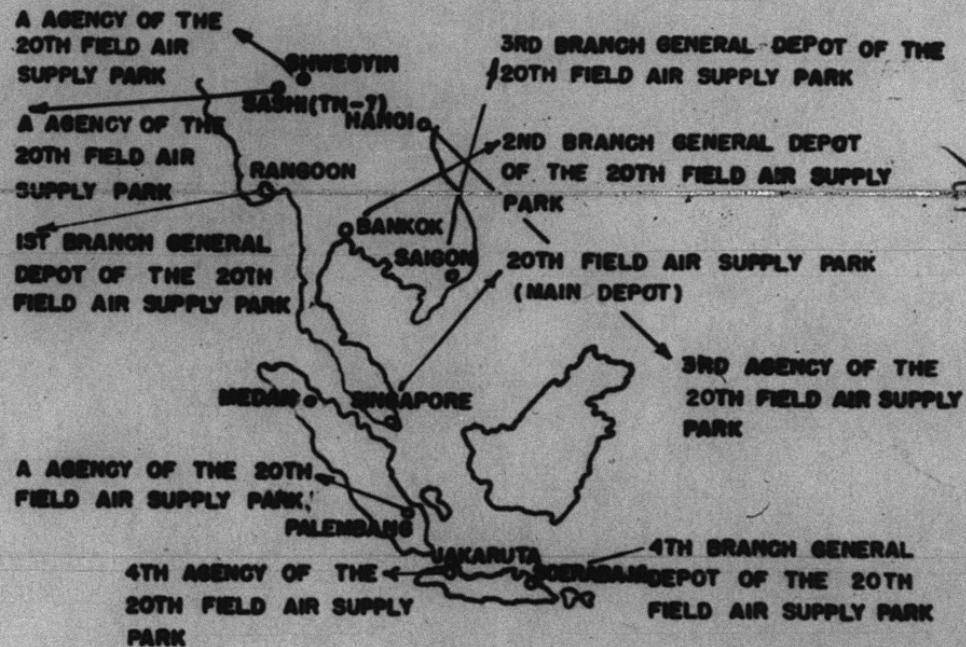 A AGENCY OF THE
20TH FIELD AIR
SUPPLY PARK
SHWEGYIN
SASHI(TN-7)
A AGENCY OF THE
20TH FIELD AIR
SUPPLY PARK
HANOI
RANGOON
1ST BRANCH GENERAL
DEPOT OF THE 20TH
FIELD AIR SUPPLY PARK
3RD BRANCH GENERAL DEPOT OF THE
20TH FIELD AIR SUPPLY PARK
2ND BRANCH GENERAL DEPOT
OF THE 20TH FIELD AIR SUPPLY
PARK
BANKOK
SAIGON
20TH FIELD AIR SUPPLY PARK
(MAIN DEPOT)
3RD AGENCY OF THE
20TH FIELD AIR SUPPLY
PARK
MEDAN
SINGAPORE
A AGENCY OF THE 20TH
FIELD AIR SUPPLY PARK,
PALEMBANG
JAKARUTA
4TH AGENCY OF THE
20TH FIELD AIR SUPPLY
PARK
4TH BRANCH GENERAL
DEPOT OF THE 20TH
FIELD AIR SUPPLY PARK